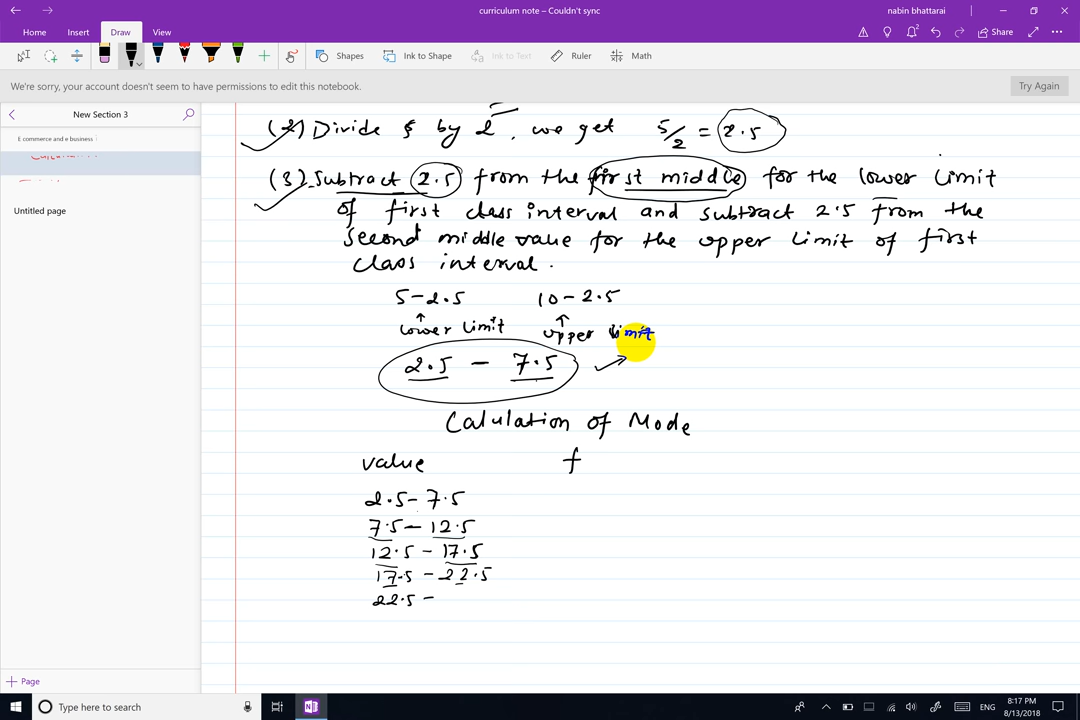 curriculum note – Couldn't sync
nabin bhattarai
Home Insert Draw View
Share
Shapes Ink to Shape Ink to Text Ruler Math
We're sorry, your account doesn't seem to have permissions to edit this notebook.
Try Again
New Section 3
E commerce and e business
Untitled page
(2) Divide 5 by 2, we get 5/2 = 2.5
(3) Subtract 2.5 from the first middle for the lower limit
of first class interval and subtract 2.5 from the
second middle value for the upper limit of first
class interval.
5-2.5 10-2.5
lower limit upper limit
2.5 - 7.5
Calulation of Mode
value f
2.5-7.5
7.5-12.5
12.5-17.5
17.5-22.5
22.5-
+ Page
Type here to search
ENG
8:17 PM
8/13/2018